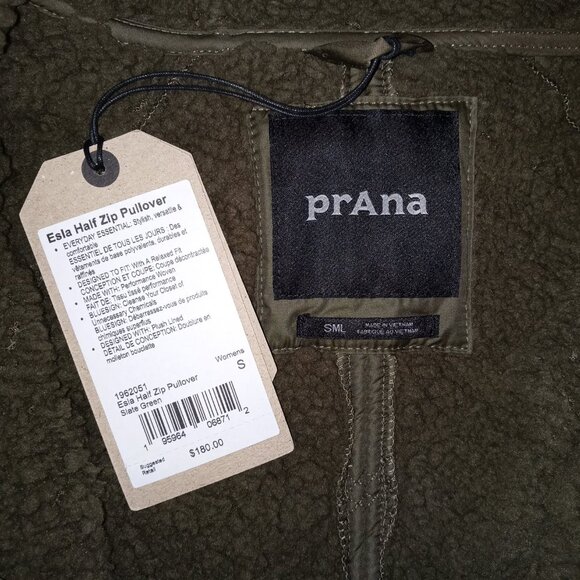 Esla Half Zip Pullover
• EVERYDAY ESSENTIAL: Stylish, versatile &
comfortable
ESSENTIEL DE TOUS LES JOURS : Des
vêtements de base polyvalents, durables et
raffinés
• DESIGNED TO FIT: With A Relaxed Fit
CONCEPTION ET COUPE: Coupe décontractée
• MADE WITH: Performance Woven
FAIT DE: Tissu tissé performance
• BLUESIGN: Cleanse Your Closet of
Unnecessary Chemicals
BLUESIGN: Débarressez-vous de produits
chimiques superflus
• DESIGNED WITH: Plush Lined
DÉTAIL DE CONCEPTION: Doublure en
molleton bouclette
Womens
1962051
Esla Half Zip Pullover S
Slate Green
1 95964 06871 2
Suggested
Retail $180.00
prAna
SML
MADE IN VIETNAM
FABRIQUÉ AU VIETNAM